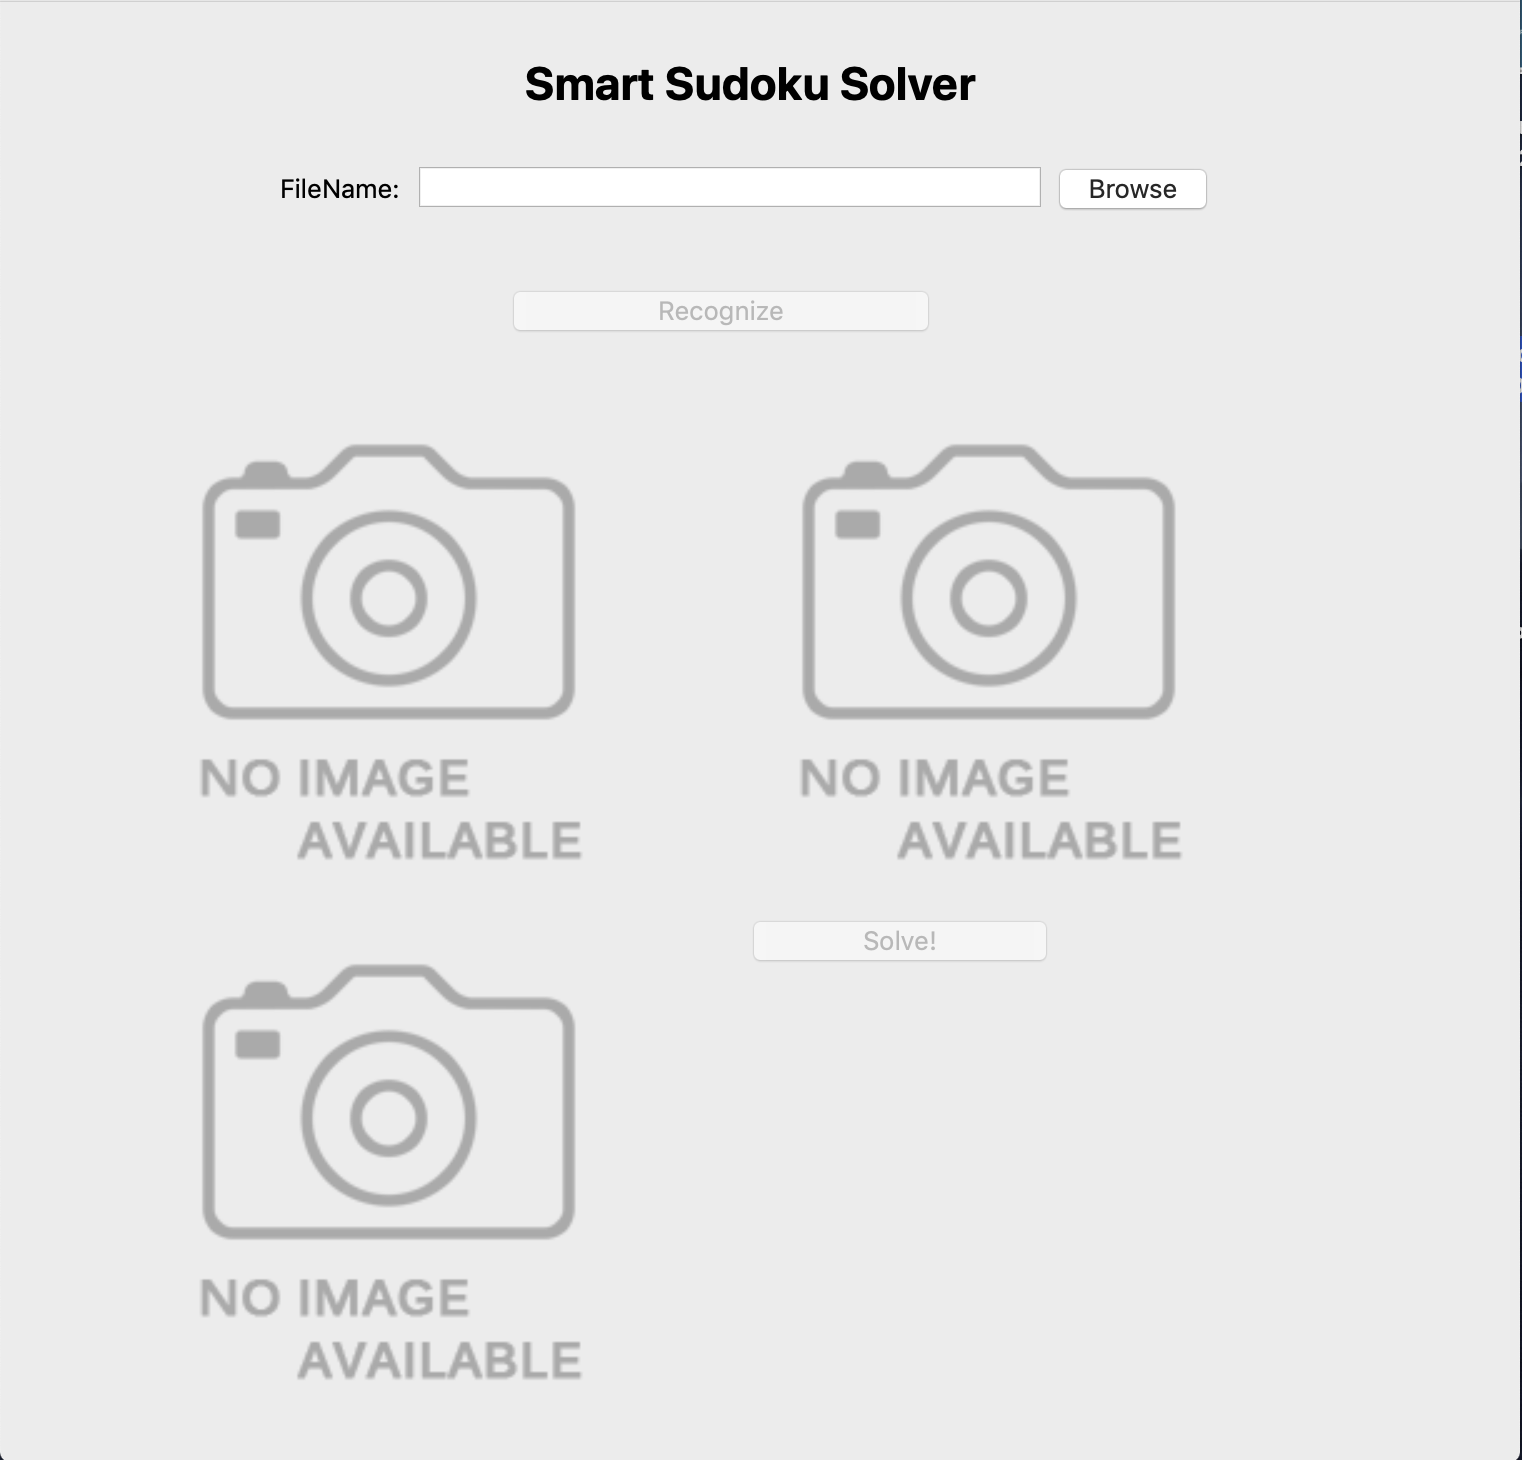 Smart Sudoku Solver
FileName:
Browse
Recognize
NO IMAGE
AVAILABLE
NO IMAGE
AVAILABLE
Solve!
NO IMAGE
AVAILABLE